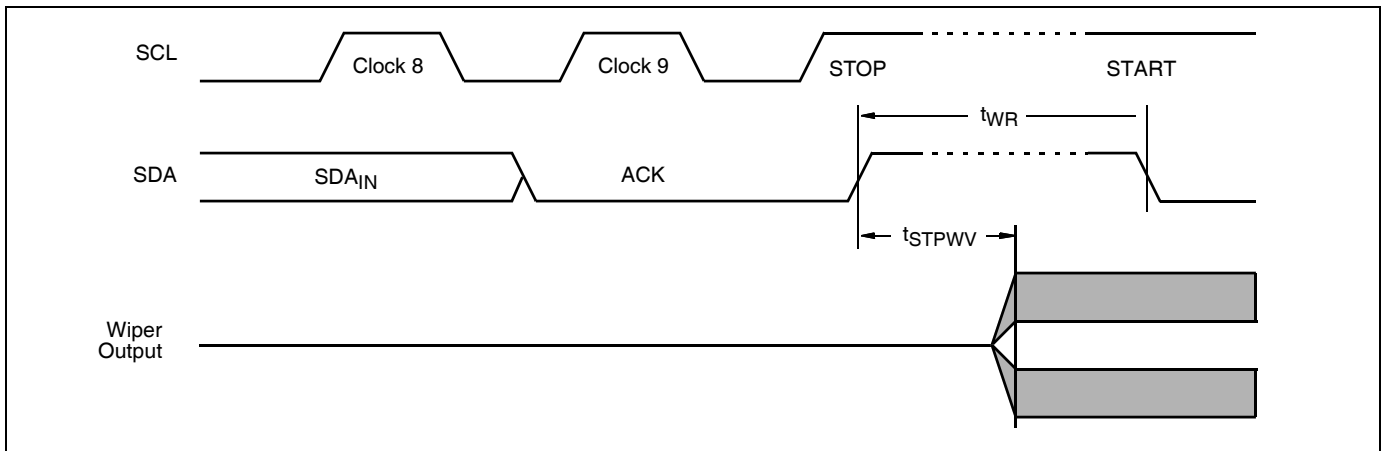 SCL
Clock 8
Clock 9
STOP
START
tWR
SDA
SDAIN
ACK
tSTPWV
Wiper
Output